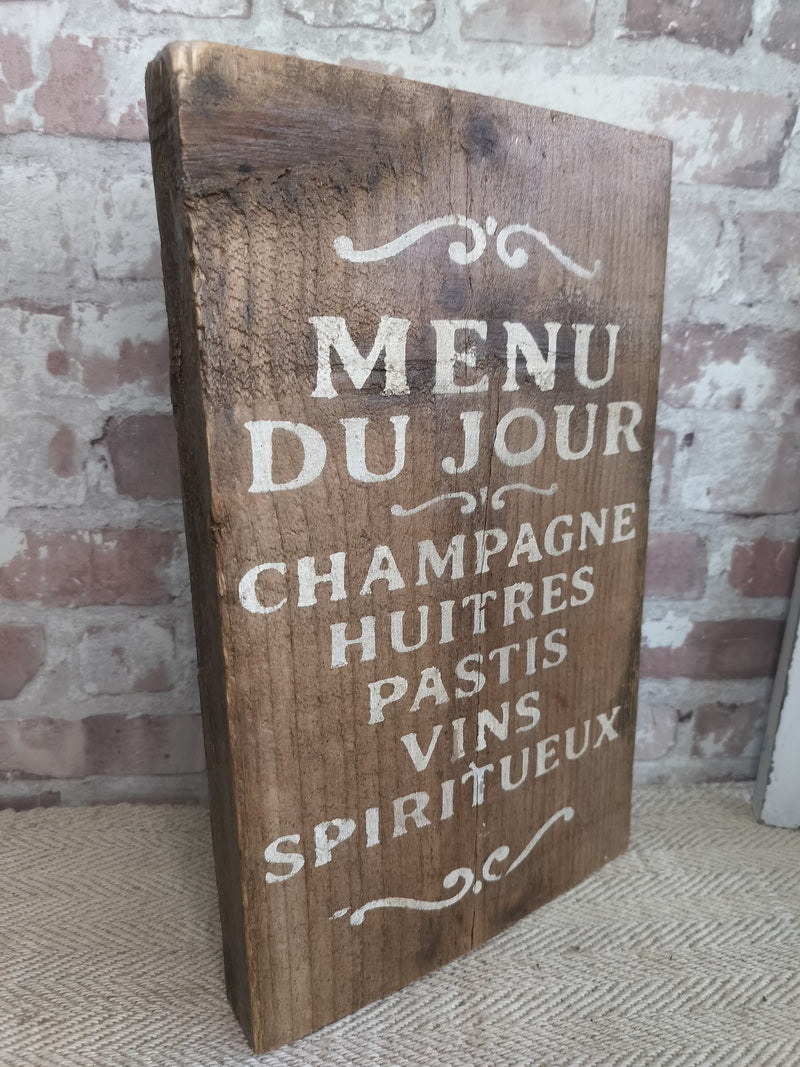 MENU
DU JOUR
CHAMPAGNE
HUITRES
PASTIS
VINS
SPIRITUEUX